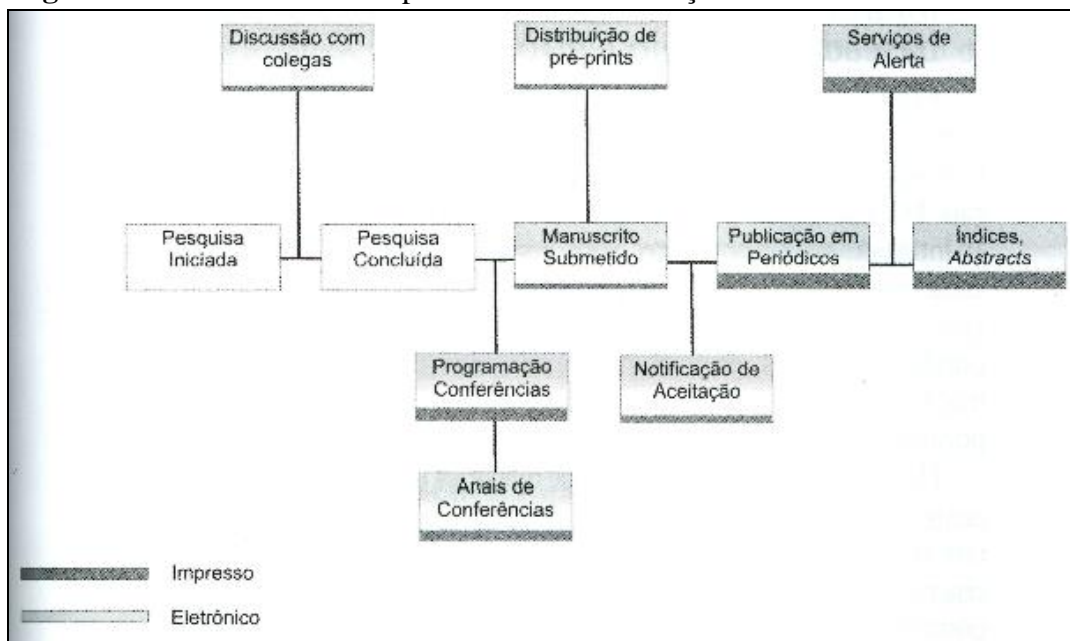 Discussão com
colegas
Distribuição de
pré-prints
Serviços de
Alerta
Pesquisa
Iniciada
Pesquisa
Concluída
Manuscrito
Submetido
Publicação em
Periódicos
Índices,
Abstracts
Programação
Conferências
Notificação de
Aceitação
Anais de
Conferências
Impresso
Eletrônico